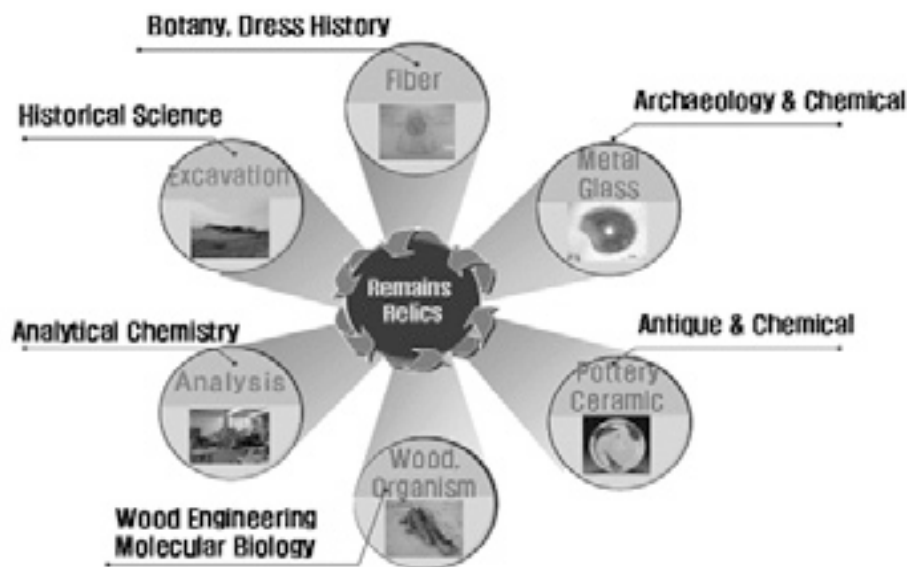 Botany, Dress History
Fiber
Archaeology & Chemical
Metal
Glass
Historical Science
Excavation
Remains
Relics
Analytical Chemistry
Analysis
Antique & Chemical
Pottery
Ceramic
Wood,
Organism
Wood Engineering
Molecular Biology